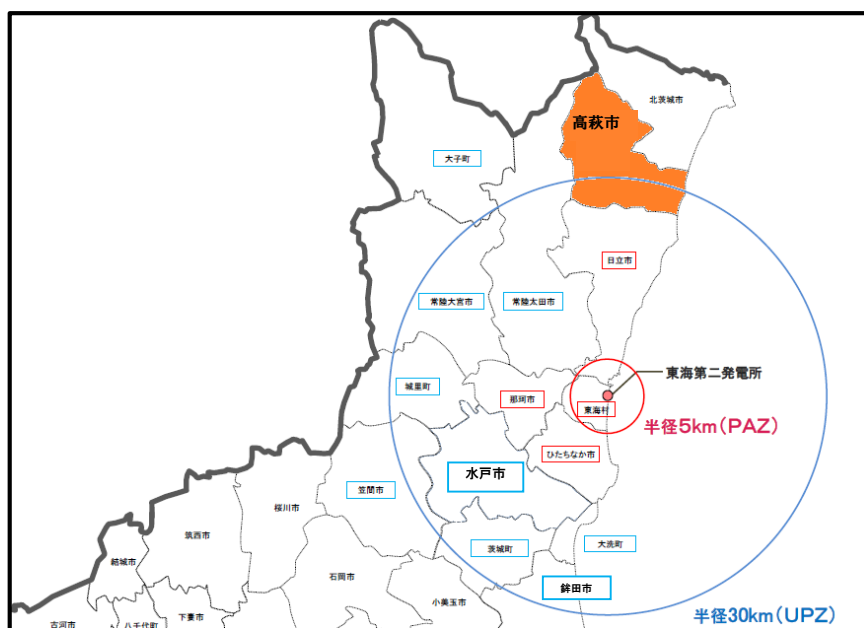 北茨城市
高萩市
大子町
日立市
常陸大宮市
常陸太田市
東海第二発電所
城里町
那珂市
東海村
半径5km(PAZ)
ひたちなか市
水戸市
笠間市
桜川市
筑西市
茨城町
大洗町
結城市
石岡市
鉾田市
小美玉市
半径30km(UPZ)
下妻市
八千代町
古河市